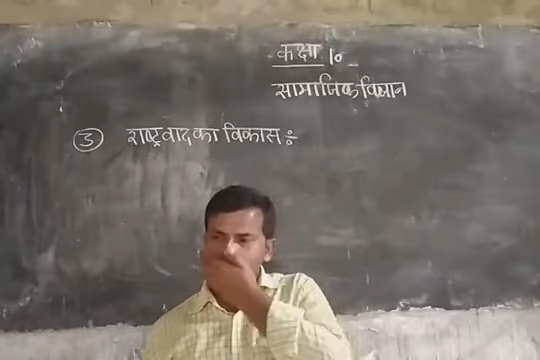 कक्षा 10
सामाजिक विज्ञान
3 राष्ट्रवाद का विकास :-